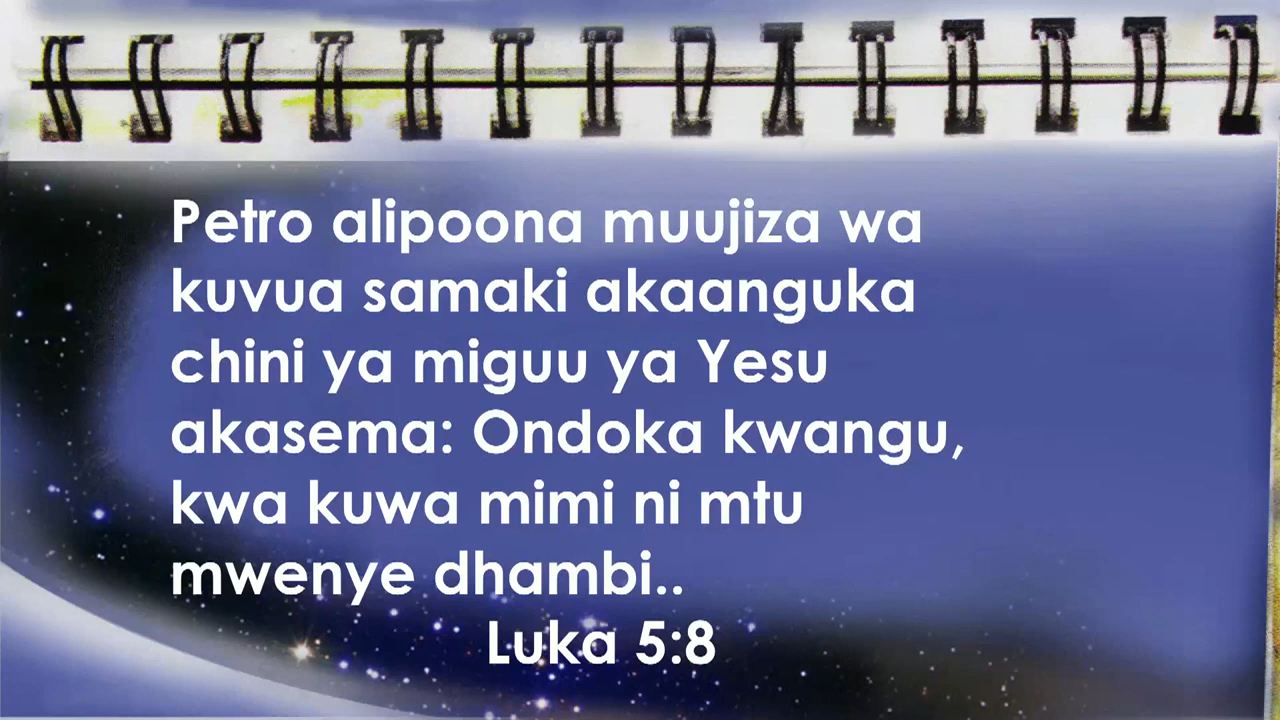 Petro alipoona muujiza wa
kuvua samaki akaanguka
chini ya miguu ya Yesu
akasema: Ondoka kwangu,
kwa kuwa mimi ni mtu
mwenye dhambi..
Luka 5:8